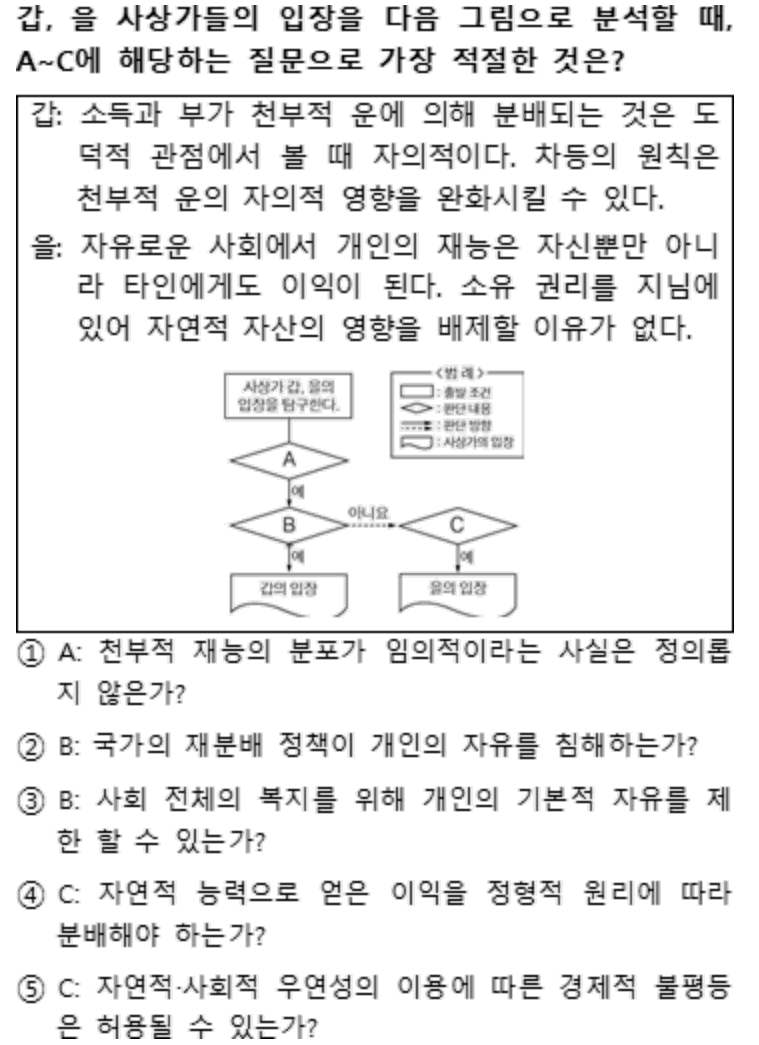 갑, 을 사상가들의 입장을 다음 그림으로 분석할 때,
A~C에 해당하는 질문으로 가장 적절한 것은?
갑: 소득과 부가 천부적 운에 의해 분배되는 것은 도
덕적 관점에서 볼 때 자의적이다. 차등의 원칙은
천부적 운의 자의적 영향을 완화시킬 수 있다.
을: 자유로운 사회에서 개인의 재능은 자신뿐만 아니
라 타인에게도 이익이 된다. 소유 권리를 지님에
있어 자연적 자산의 영향을 배제할 이유가 없다.
사상가 갑, 을의
입장을 탐구한다.
<범 례>
: 출발 조건
: 판단 내용
: 판단 방향
: 사상가의 입장
A
예
B
아니요
C
예
예
갑의 입장
을의 입장
① A: 천부적 재능의 분포가 임의적이라는 사실은 정의롭
지 않은가?
② B: 국가의 재분배 정책이 개인의 자유를 침해하는가?
③ B: 사회 전체의 복지를 위해 개인의 기본적 자유를 제
한 할 수 있는가?
④ C: 자연적 능력으로 얻은 이익을 정형적 원리에 따라
분배해야 하는가?
⑤ C: 자연적·사회적 우연성의 이용에 따른 경제적 불평등
은 허용될 수 있는가?